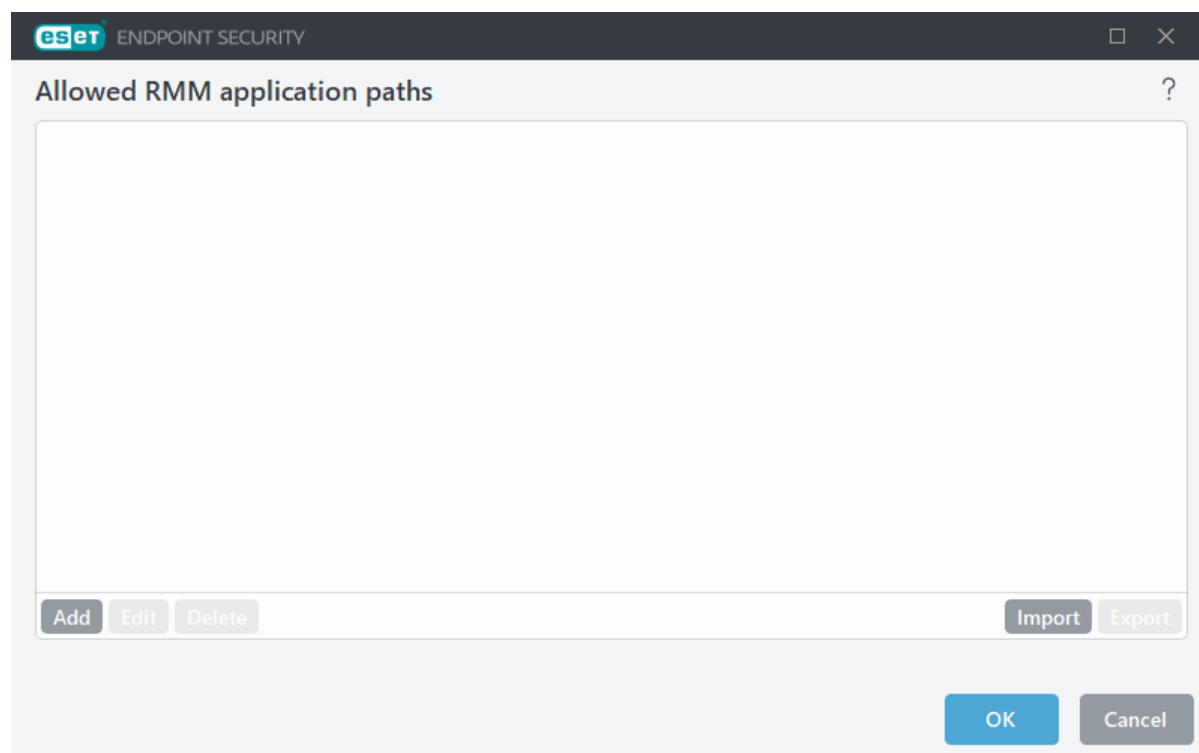 eset ENDPOINT SECURITY
Allowed RMM application paths ?
Add Edit Delete Import Export
OK Cancel